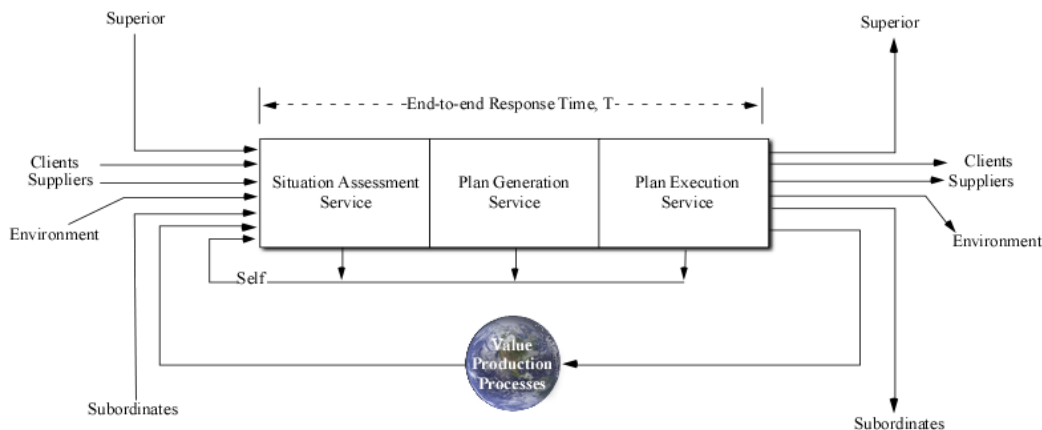 Superior
Superior
End-to-end Response Time, T
Clients
Suppliers
Environment
Situation Assessment
Service
Plan Generation
Service
Plan Execution
Service
Clients
Suppliers
Environment
Self
Value
Production
Processes
Subordinates
Subordinates